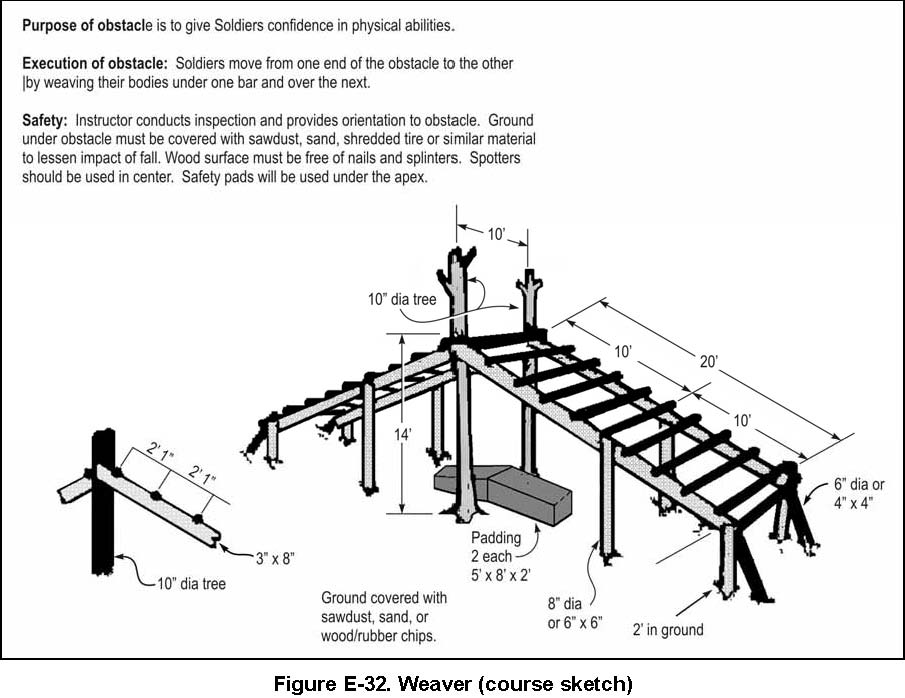 Purpose of obstacle is to give Soldiers confidence in physical abilities.
Execution of obstacle: Soldiers move from one end of the obstacle to the other
|by weaving their bodies under one bar and over the next.
Safety: Instructor conducts inspection and provides orientation to obstacle. Ground
under obstacle must be covered with sawdust, sand, shredded tire or similar material
to lessen impact of fall. Wood surface must be free of nails and splinters. Spotters
should be used in center. Safety pads will be used under the apex.
10'
10” dia tree
10'
20'
10'
14'
2' 1"
2' 1"
6” dia or
4” x 4”
3” x 8”
10” dia tree
Padding
2 each
5' x 8' x 2'
Ground covered with
sawdust, sand, or
wood/rubber chips.
8” dia
or 6” x 6”
2' in ground
Figure E-32. Weaver (course sketch)